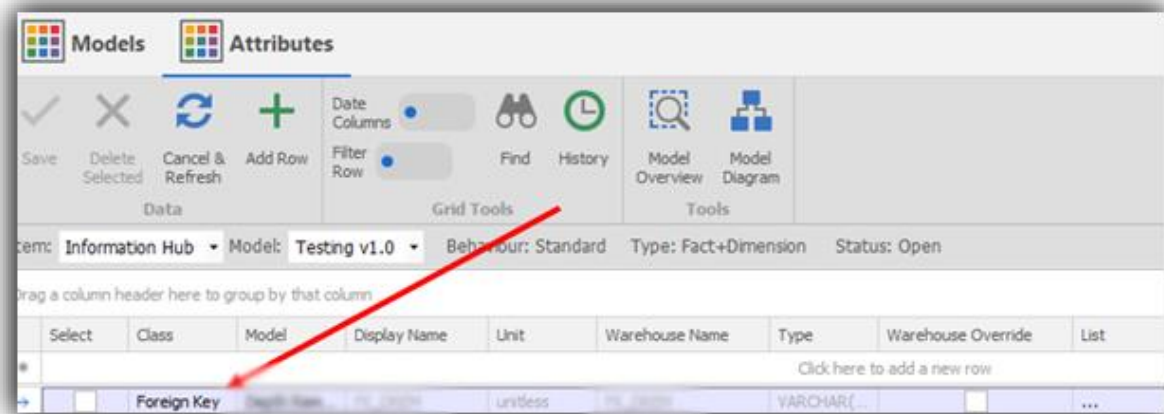 Models Attributes
Save Delete Selected Cancel & Refresh Add Row Date Columns Filter Row Find History Model Overview Model Diagram
Data Grid Tools Tools
Information Hub Model: Testing v1.0 Behaviour: Standard Type: Fact+Dimension Status: Open
Drag a column header here to group by that column
Select Class Model Display Name Unit Warehouse Name Type Warehouse Override List
Click here to add a new row
Foreign Key unitless VARCHAR(... ...